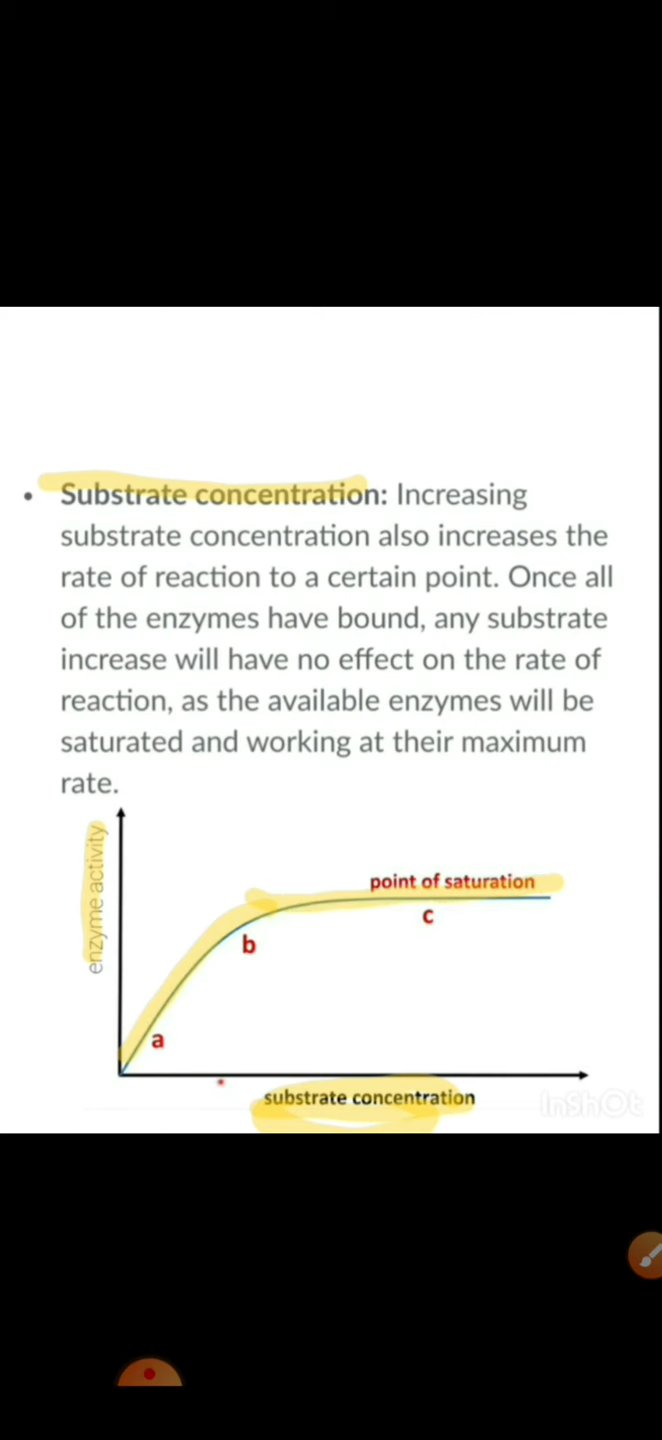 • Substrate concentration: Increasing
substrate concentration also increases the
rate of reaction to a certain point. Once all
of the enzymes have bound, any substrate
increase will have no effect on the rate of
reaction, as the available enzymes will be
saturated and working at their maximum
rate.
enzyme activity
point of saturation
c
b
a
substrate concentration
InShOt